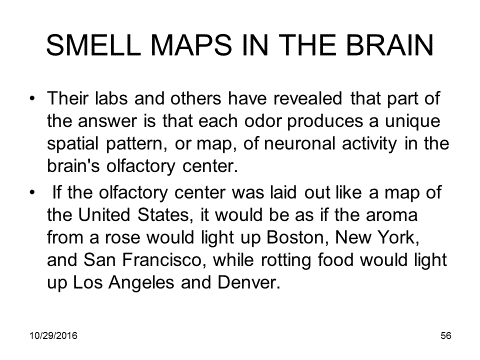 SMELL MAPS IN THE BRAIN
• Their labs and others have revealed that part of
the answer is that each odor produces a unique
spatial pattern, or map, of neuronal activity in the
brain's olfactory center.
• If the olfactory center was laid out like a map of
the United States, it would be as if the aroma
from a rose would light up Boston, New York,
and San Francisco, while rotting food would light
up Los Angeles and Denver.
10/29/2016
56